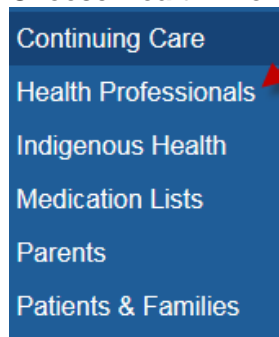 Continuing Care
Health Professionals
Indigenous Health
Medication Lists
Parents
Patients & Families